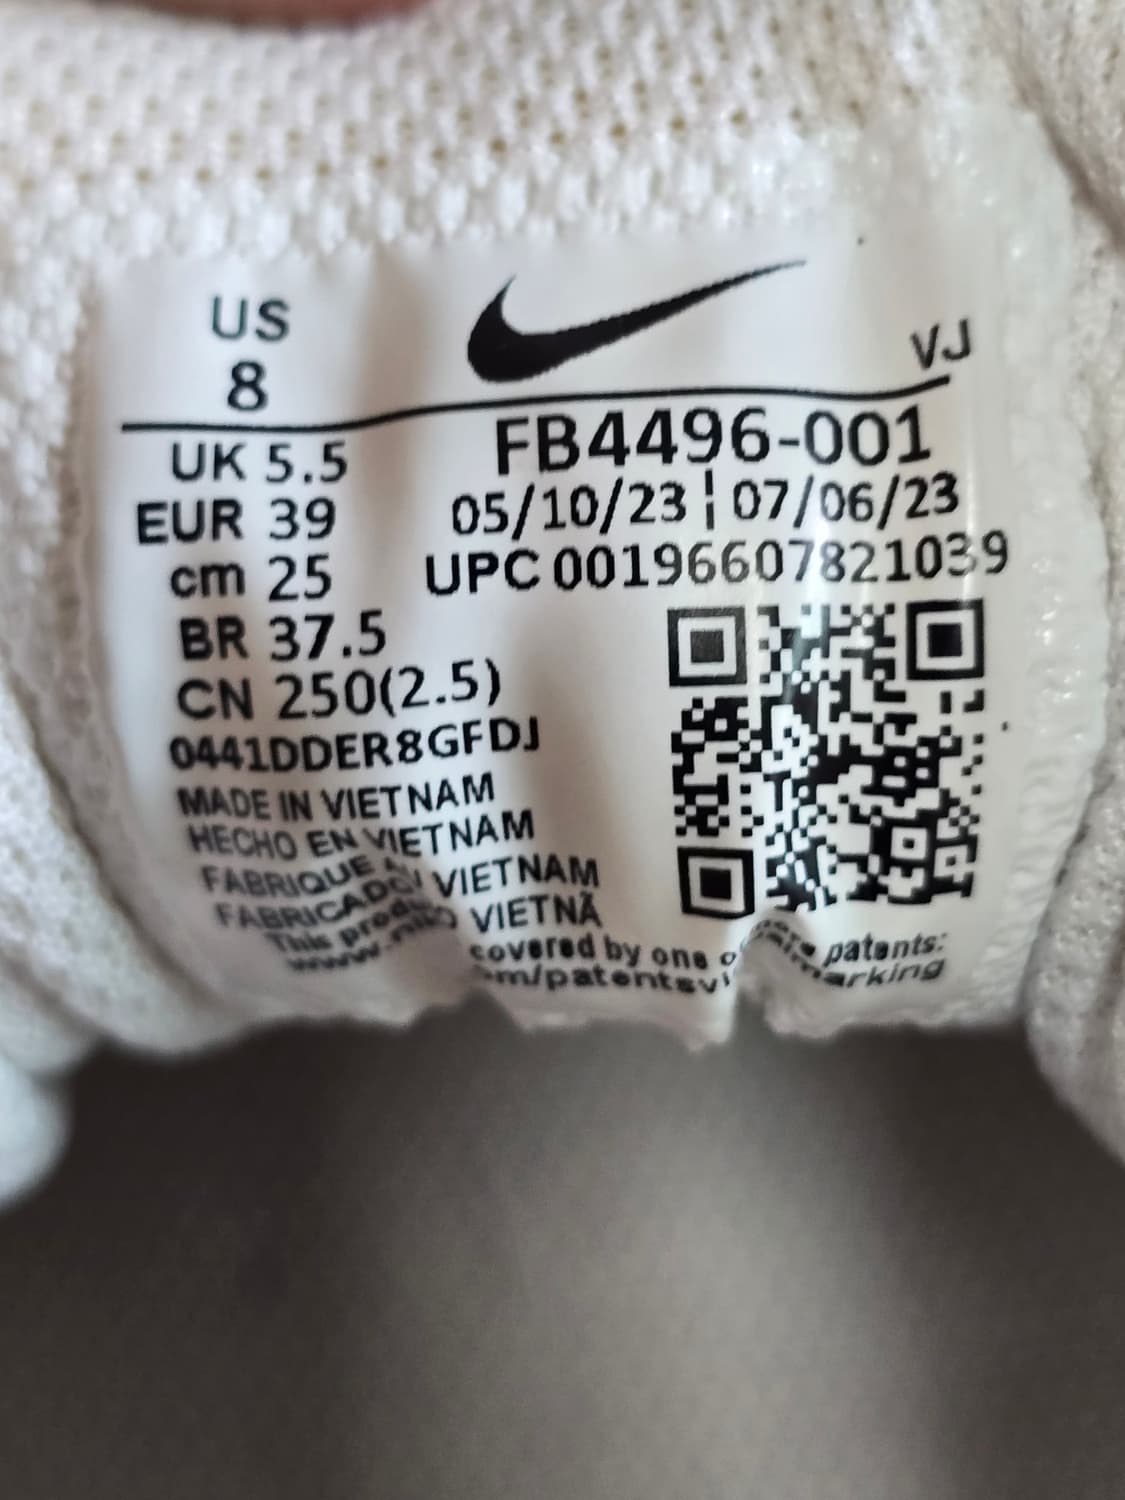 US
8
VJ
UK 5.5
EUR 39
cm 25
BR 37.5
CN 250(2.5)
0441DDER8GFDJ
MADE IN VIETNAM
HECHO EN VIETNAM
FABRIQUE VIETNAM
VIETNÃ
FB4496-001
05/10/23 ¦ 07/06/23
UPC 00196607821039
This covered by one patents: